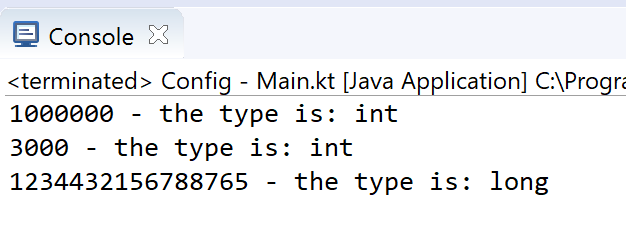 Console
<terminated> Config - Main.kt [Java Application] C:\Progra
1000000 - the type is: int
3000 - the type is: int
1234432156788765 - the type is: long